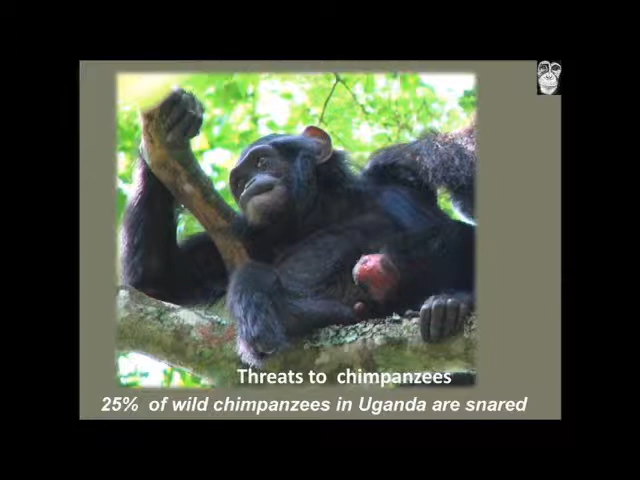 Threats to chimpanzees
25% of wild chimpanzees in Uganda are snared